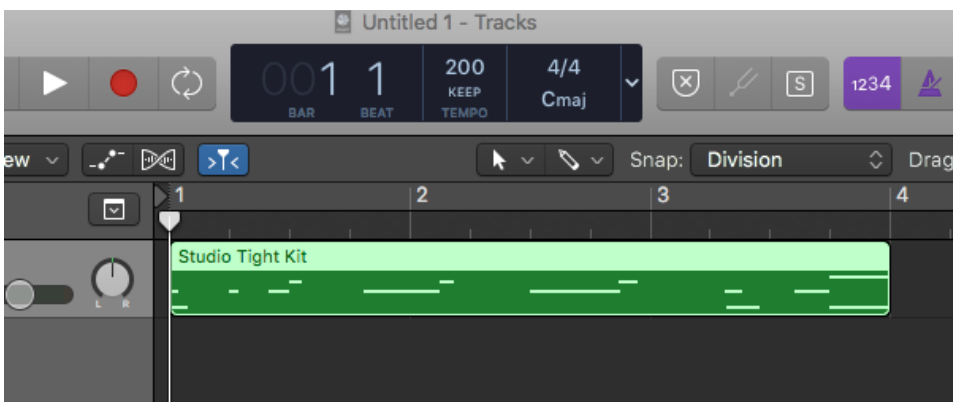 Untitled 1 - Tracks
001 1 200 4/4
KEEP Cmaj
BAR BEAT TEMPO
S 1234
ew Snap: Division Drag
1 2 3 4
Studio Tight Kit
L R